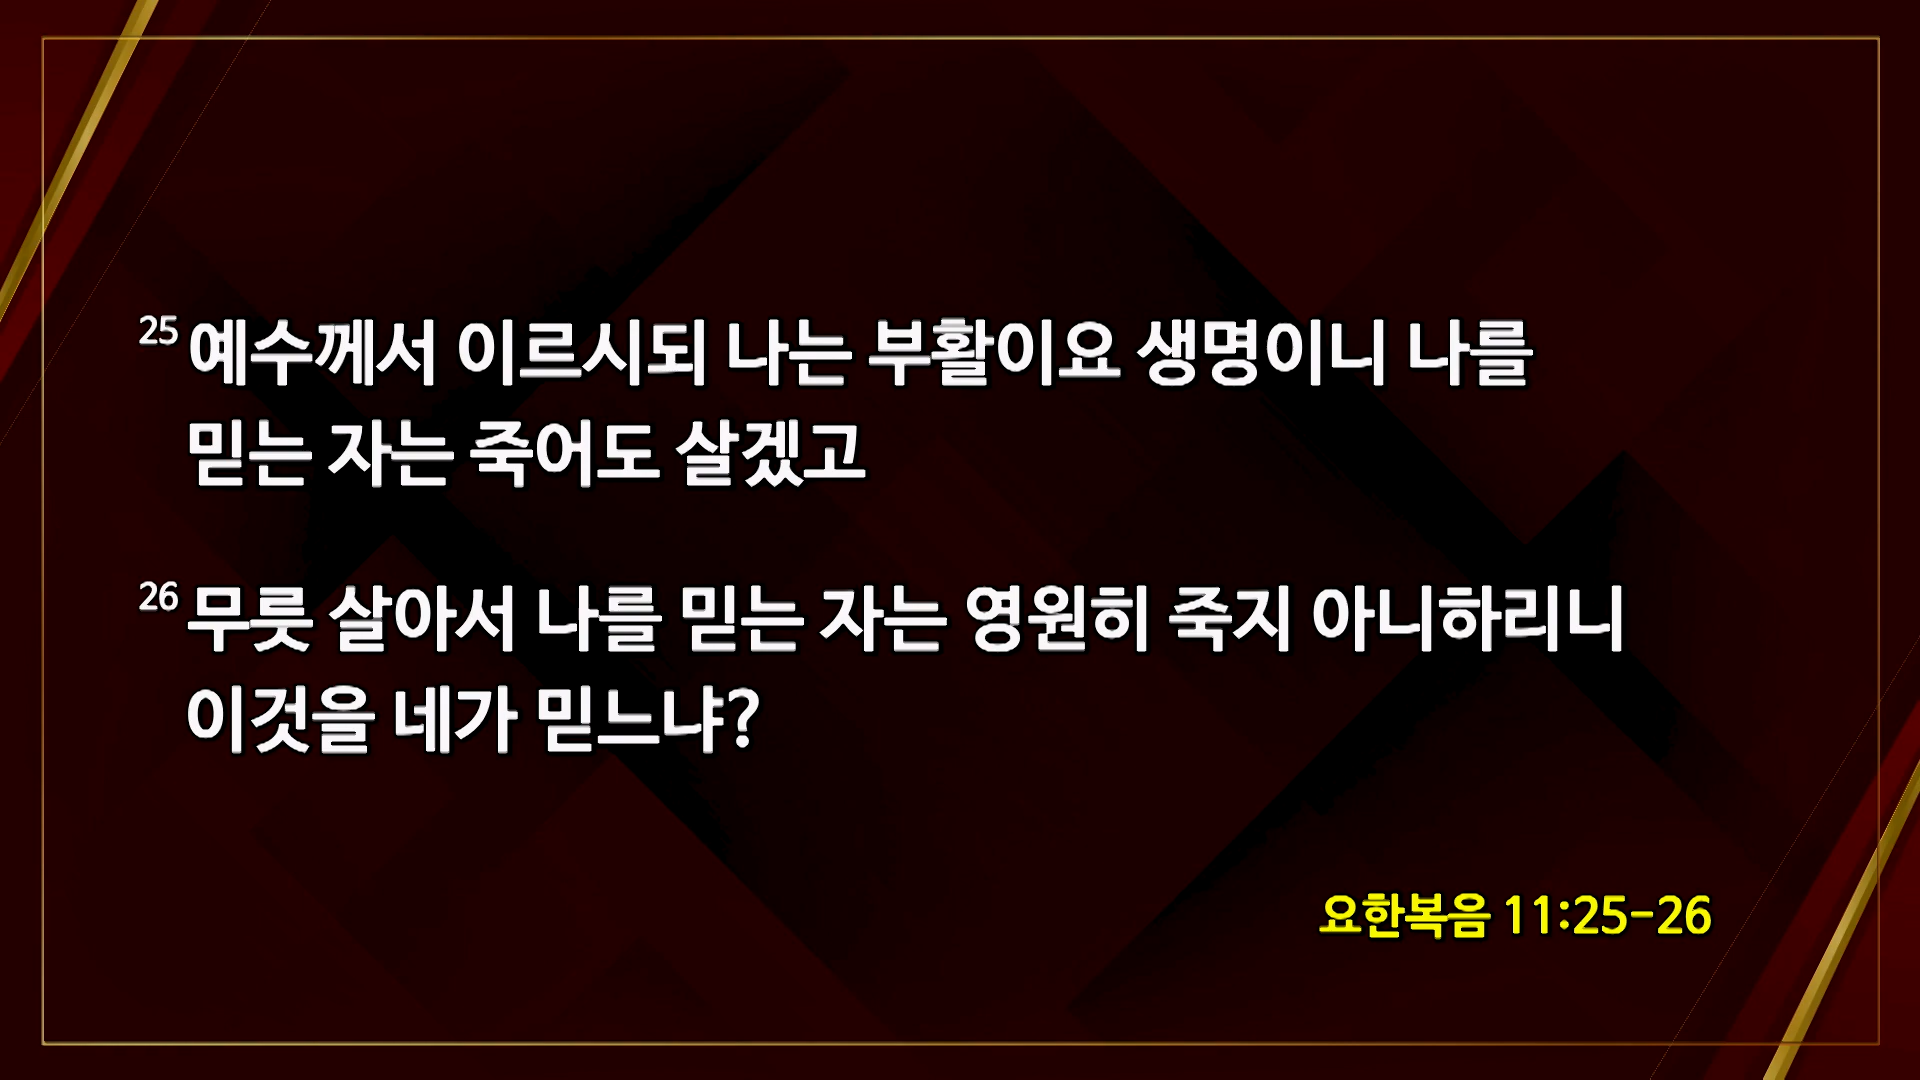 25 예수께서 이르시되 나는 부활이요 생명이니 나를
믿는 자는 죽어도 살겠고
26 무릇 살아서 나를 믿는 자는 영원히 죽지 아니하리니
이것을 네가 믿느냐?
요한복음 11:25-26